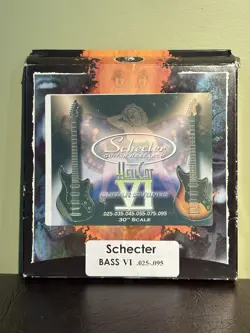 Schecter
GUITAR RESEARCH
HellCat
VI
.025-.035-.045-.055-.075-.095
30" Scale
Schecter
BASS VI .025-.095